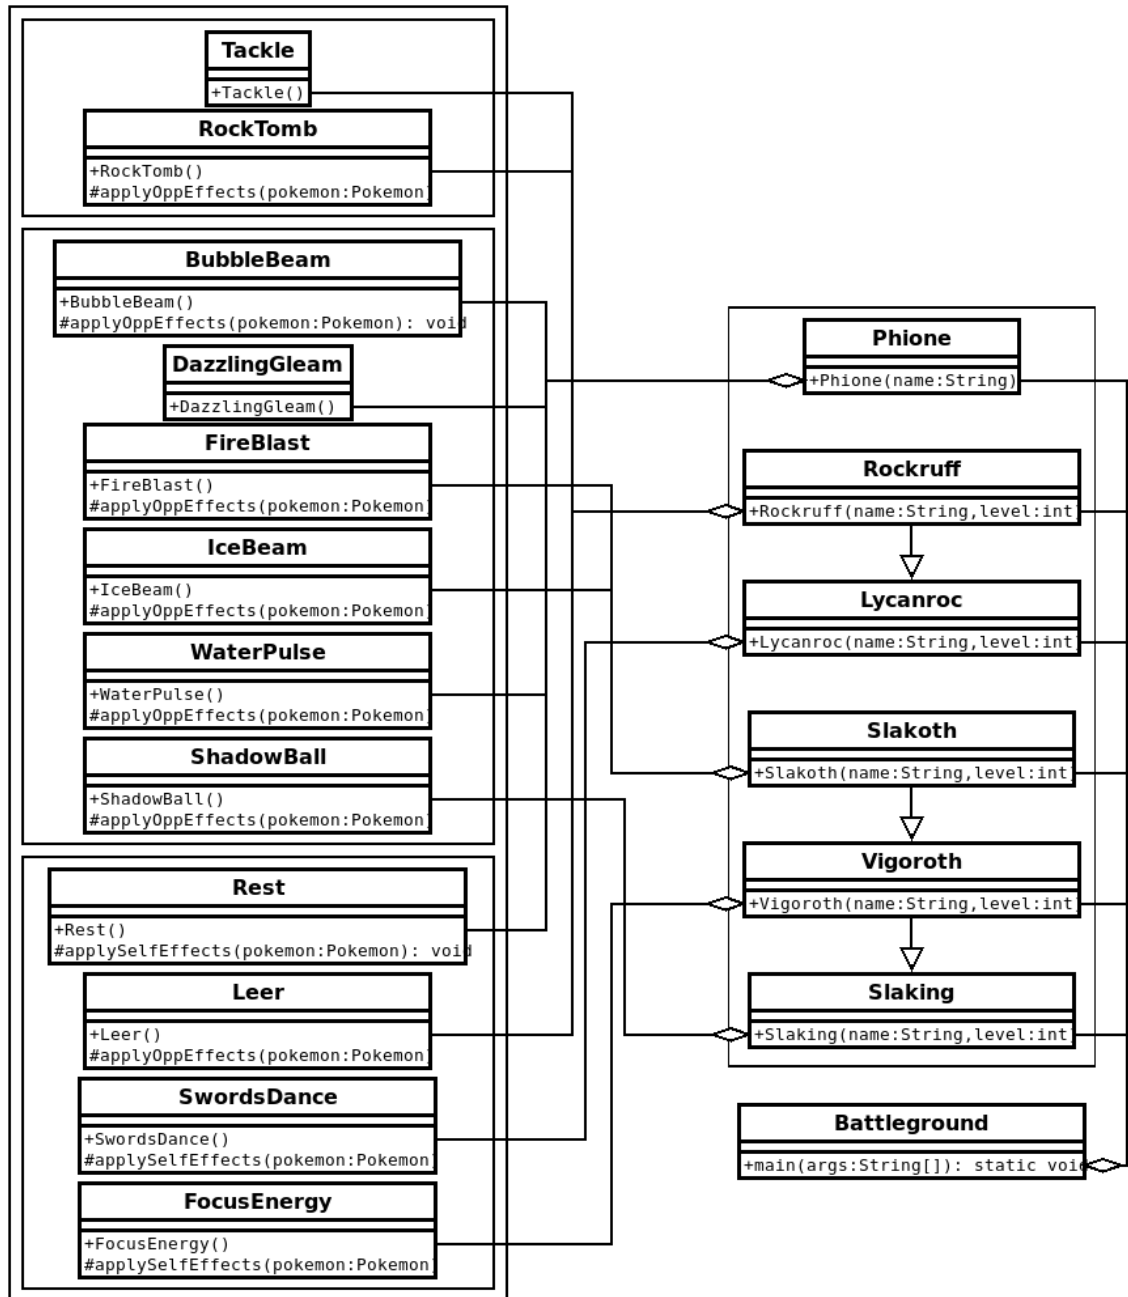 Tackle
+Tackle()
RockTomb
+RockTomb()
#applyOppEffects(pokemon:Pokemon)
BubbleBeam
+BubbleBeam()
#applyOppEffects(pokemon:Pokemon): void
DazzlingGleam
+DazzlingGleam()
FireBlast
+FireBlast()
#applyOppEffects(pokemon:Pokemon)
IceBeam
+IceBeam()
#applyOppEffects(pokemon:Pokemon)
WaterPulse
+WaterPulse()
#applyOppEffects(pokemon:Pokemon)
ShadowBall
+ShadowBall()
#applyOppEffects(pokemon:Pokemon)
Rest
+Rest()
#applySelfEffects(pokemon:Pokemon): void
Leer
+Leer()
#applyOppEffects(pokemon:Pokemon)
SwordsDance
+SwordsDance()
#applySelfEffects(pokemon:Pokemon)
FocusEnergy
+FocusEnergy()
#applySelfEffects(pokemon:Pokemon)
Phione
+Phione(name:String)
Rockruff
+Rockruff(name:String,level:int)
Lycanroc
+Lycanroc(name:String,level:int)
Slakoth
+Slakoth(name:String,level:int)
Vigoroth
+Vigoroth(name:String,level:int)
Slaking
+Slaking(name:String,level:int)
Battleground
+main(args:String[]): static void